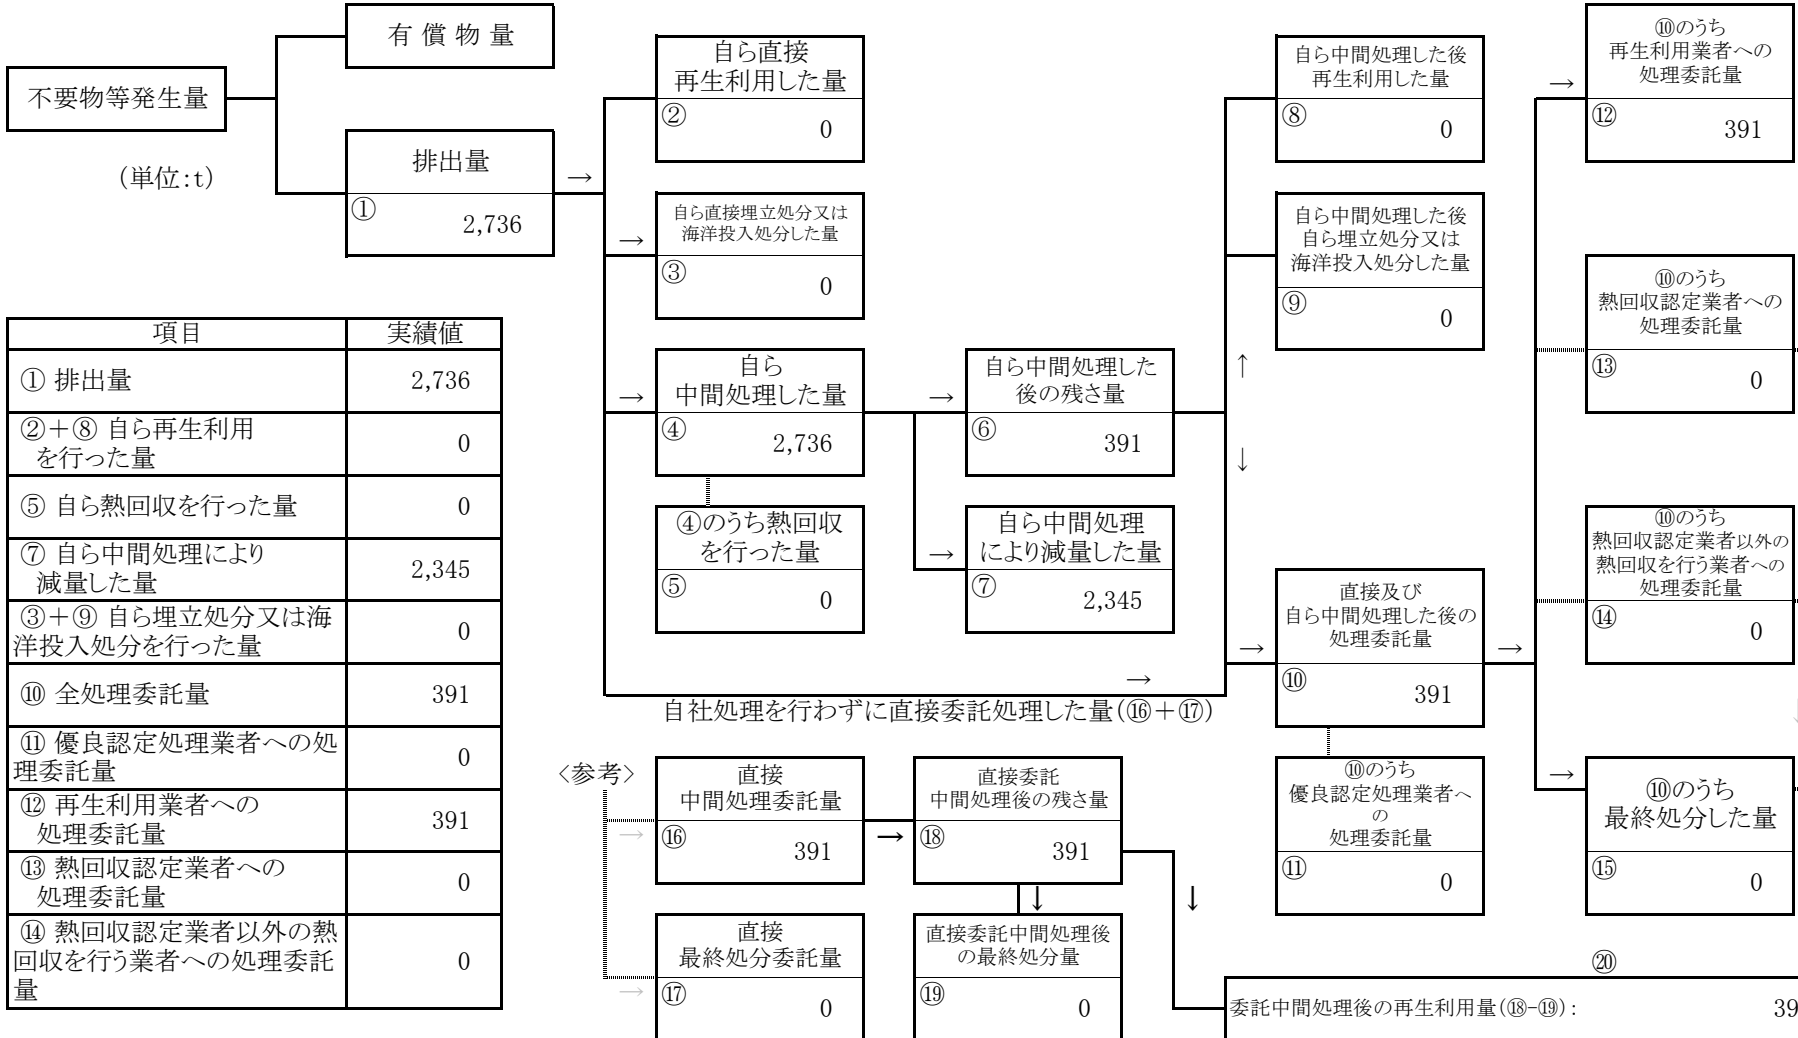 有 償 物 量
不要物等発生量
(単位:t)
排出量
①
2,736
→
自ら直接
再生利用した量
②
0
→
自ら直接埋立処分又は
海洋投入処分した量
③
0
→
自ら
中間処理した量
④
2,736
④のうち熱回収
を行った量
⑤
0
→
自ら中間処理した
後の残さ量
⑥
391
→
自ら中間処理
により減量した量
⑦
2,345
自ら中間処理した後
再生利用した量
⑧
0
自ら中間処理した後
自ら埋立処分又は
海洋投入処分した量
⑨
0
↑
↓
→
自社処理を行わずに直接委託処理した量(⑯+⑰)
→
直接及び
自ら中間処理した後の
処理委託量
⑩
391
⑩のうち
優良認定処理業者へ
の
処理委託量
⑪
0
→
→
⑩のうち
再生利用業者への
処理委託量
⑫
391
⑩のうち
熱回収認定業者への
処理委託量
⑬
0
⑩のうち
熱回収認定業者以外の
熱回収を行う業者への
処理委託量
⑭
0
→
⑩のうち
最終処分した量
⑮
0
項目 実績値
① 排出量 2,736
②+⑧ 自ら再生利用
を行った量 0
⑤ 自ら熱回収を行った量 0
⑦ 自ら中間処理により
減量した量 2,345
③+⑨ 自ら埋立処分又は海
洋投入処分を行った量 0
⑩ 全処理委託量 391
⑪ 優良認定処理業者への処
理委託量 0
⑫ 再生利用業者への
処理委託量 391
⑬ 熱回収認定業者への
処理委託量 0
⑭ 熱回収認定業者以外の熱
回収を行う業者への処理委託
量 0
<参考>
→
直接
中間処理委託量
⑯
391
→
直接委託
中間処理後の残さ量
⑱
391
↓
↓
→
直接
最終処分委託量
⑰
0
直接委託中間処理後
の最終処分量
⑲
0
⑳
委託中間処理後の再生利用量(⑱-⑲): 39